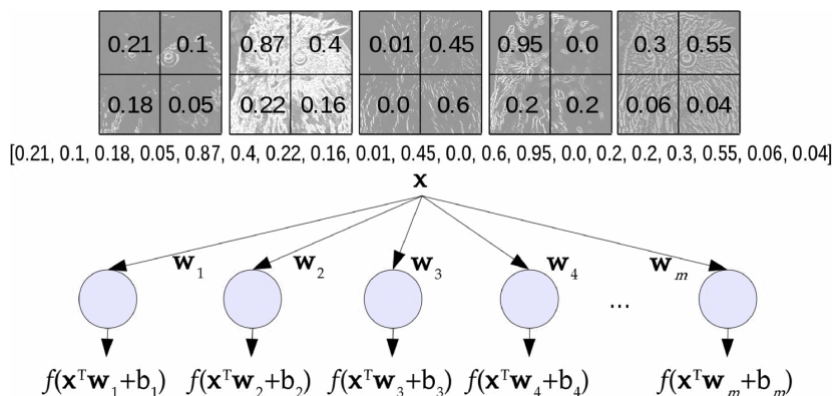 0.21 0.1 0.87 0.4 0.01 0.45 0.95 0.0 0.3 0.55
0.18 0.05 0.22 0.16 0.0 0.6 0.2 0.2 0.06 0.04
[0.21, 0.1, 0.18, 0.05, 0.87, 0.4, 0.22, 0.16, 0.01, 0.45, 0.0, 0.6, 0.95, 0.0, 0.2, 0.2, 0.3, 0.55, 0.06, 0.04]
x
w₁ w₂ w₃ w₄ wₘ
...
f(xᵀw₁+b₁) f(xᵀw₂+b₂) f(xᵀw₃+b₃) f(xᵀw₄+b₄) f(xᵀwₘ+bₘ)